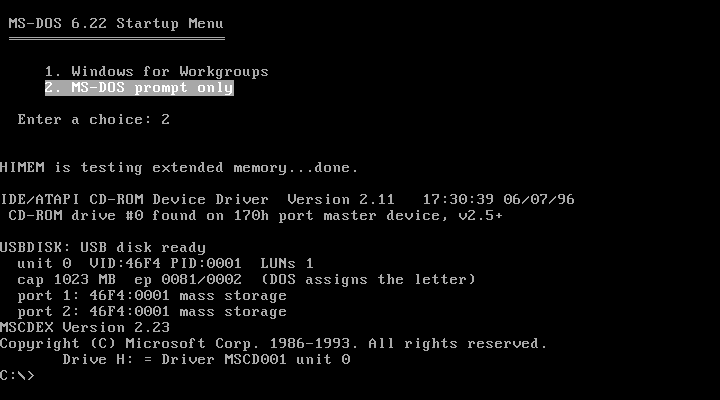 MS-DOS 6.22 Startup Menu
1. Windows for Workgroups
2. MS-DOS prompt only
Enter a choice: 2
HIMEM is testing extended memory...done.
IDE/ATAPI CD-ROM Device Driver  Version 2.11   17:30:39 06/07/96
CD-ROM drive #0 found on 170h port master device, v2.5+
USBDISK: USB disk ready
unit 0  VID:46F4 PID:0001  LUNs 1
cap 1023 MB  ep 0081/0002  (DOS assigns the letter)
port 1: 46F4:0001 mass storage
port 2: 46F4:0001 mass storage
MSCDEX Version 2.23
Copyright (C) Microsoft Corp. 1986-1993. All rights reserved.
Drive H: = Driver MSCD001 unit 0
C:\>